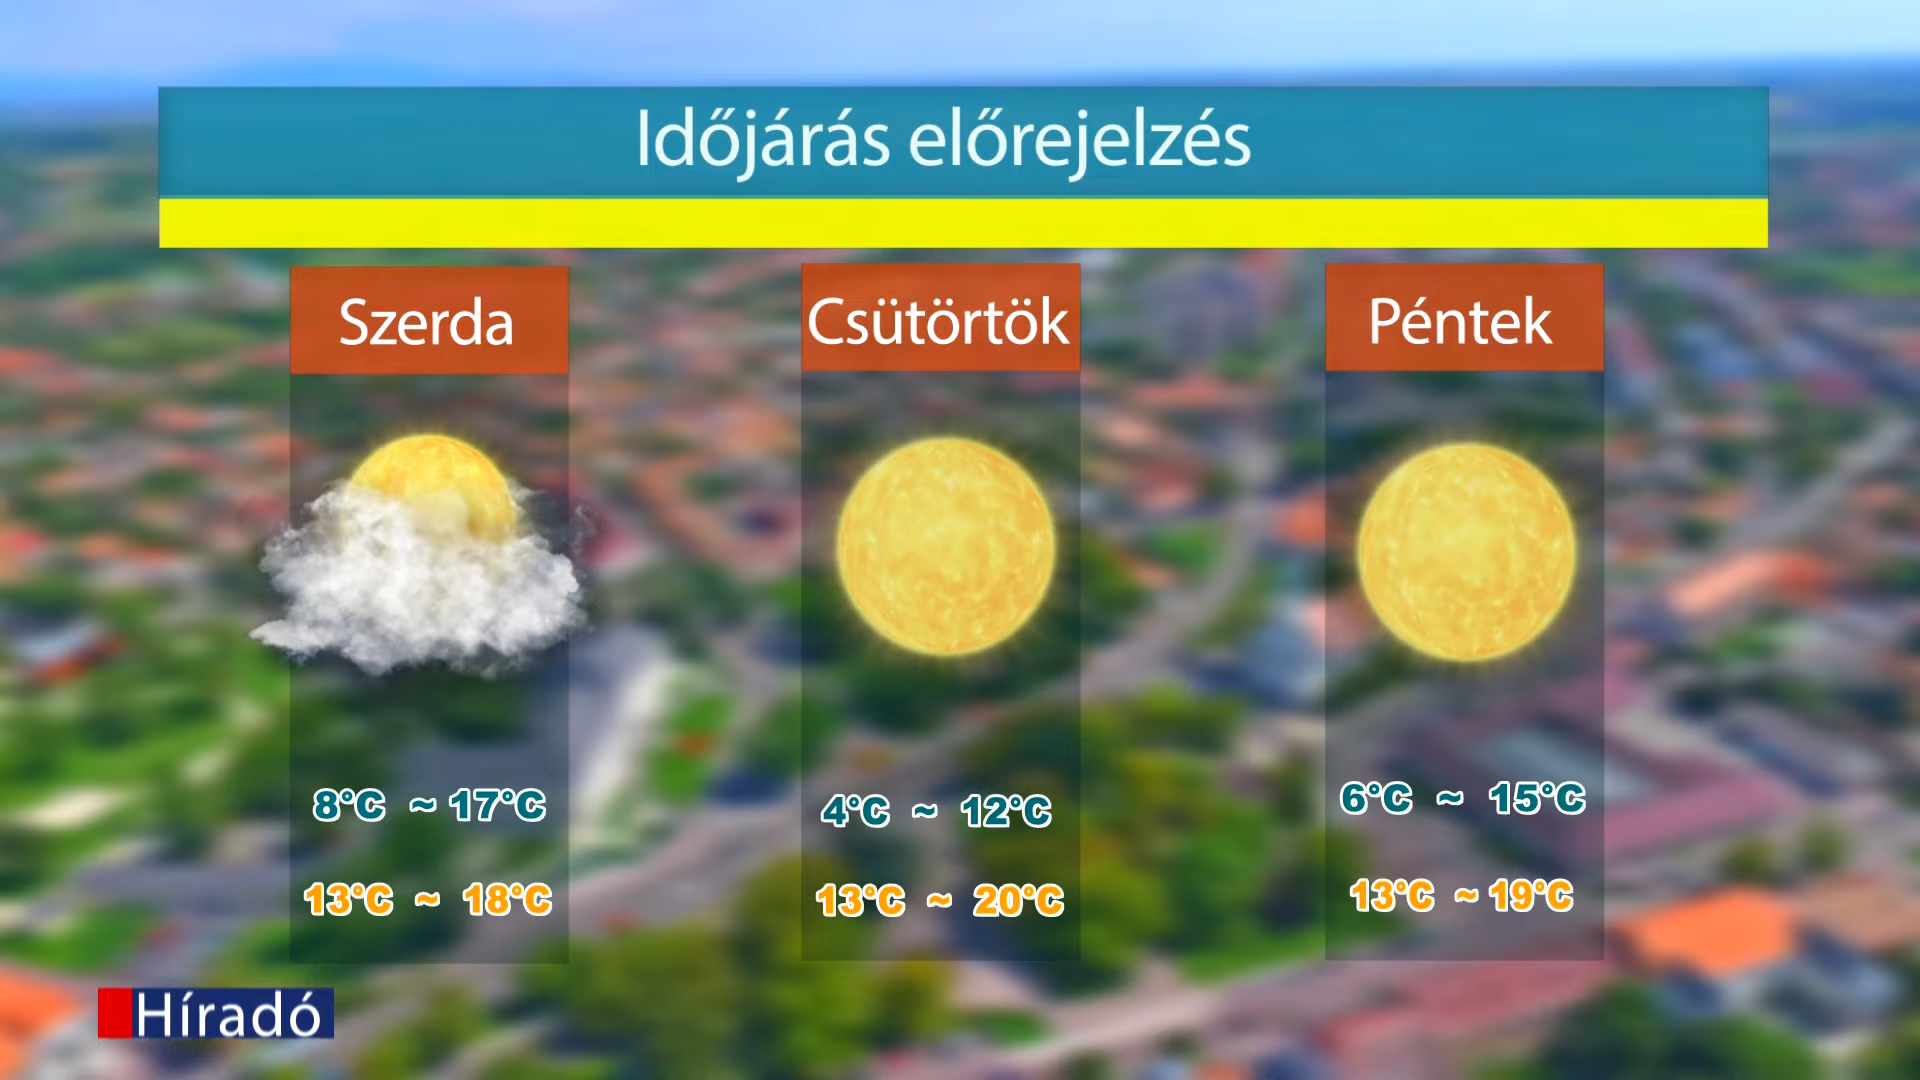 Időjárás előrejelzés
Szerda
8°C ~ 17°C
13°C ~ 18°C
Csütörtök
4°C ~ 12°C
13°C ~ 20°C
Péntek
6°C ~ 15°C
13°C ~ 19°C
Híradó